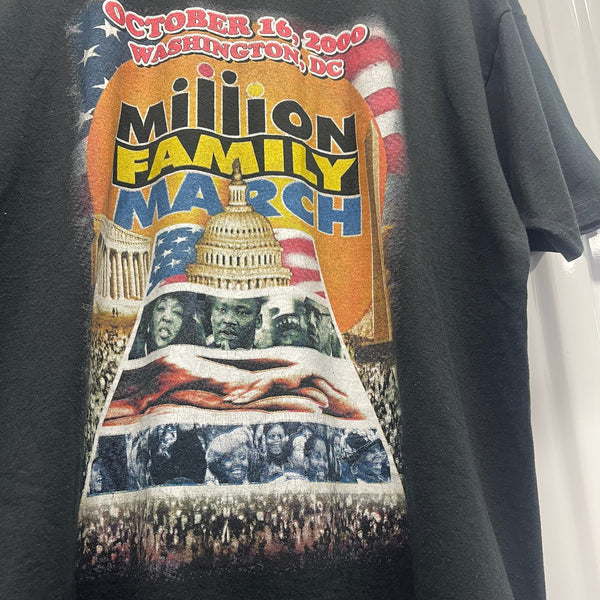 OCTOBER 16, 2000
WASHINGTON, DC
Million
FAMILY
MARCH